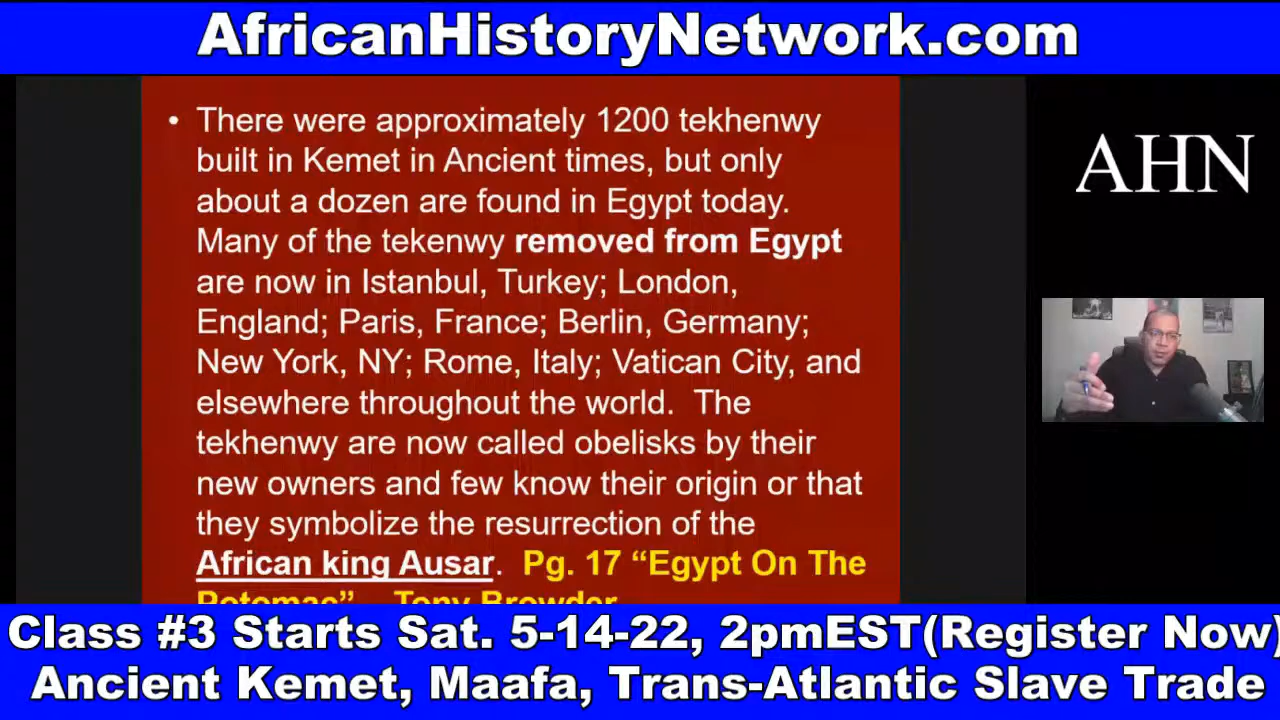 AfricanHistoryNetwork.com
• There were approximately 1200 tekhenwy
built in Kemet in Ancient times, but only
about a dozen are found in Egypt today.
Many of the tekenwy removed from Egypt
are now in Istanbul, Turkey; London,
England; Paris, France; Berlin, Germany;
New York, NY; Rome, Italy; Vatican City, and
elsewhere throughout the world. The
tekhenwy are now called obelisks by their
new owners and few know their origin or that
they symbolize the resurrection of the
African king Ausar. Pg. 17 “Egypt On The
Potomac” – Tony Browder
AHN
Class #3 Starts Sat. 5-14-22, 2pmEST(Register Now)
Ancient Kemet, Maafa, Trans-Atlantic Slave Trade